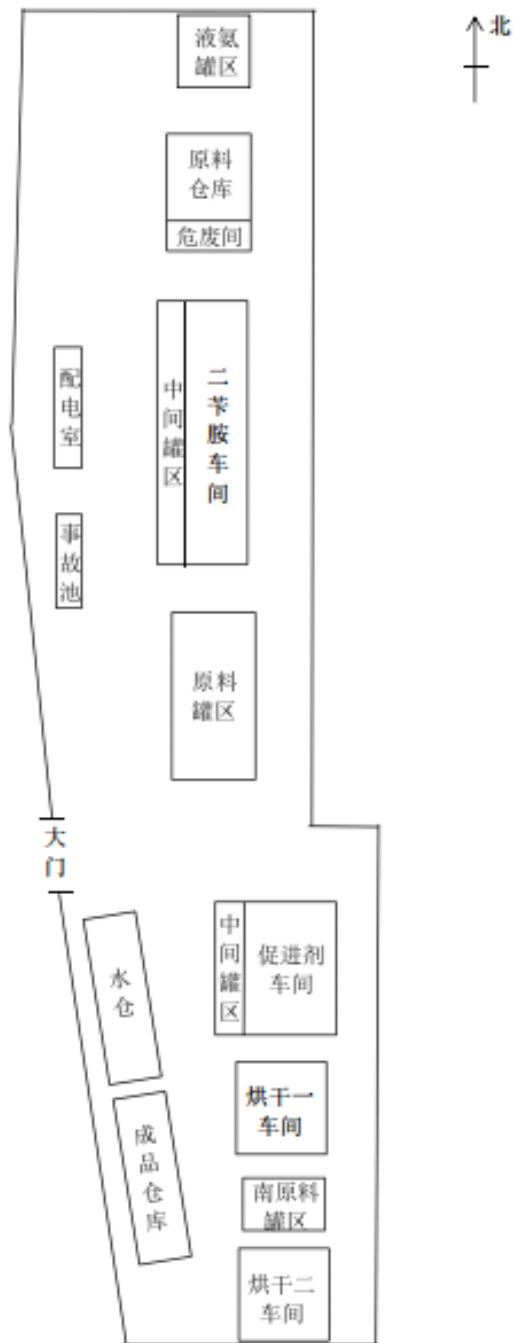 北
液氨
罐区
原料
仓库
危废间
配电室
中间罐区
二苄胺车间
事故池
原料
罐区
大门
水仓
中间罐区
促进剂
车间
烘干一
车间
成品仓库
南原料
罐区
烘干二
车间